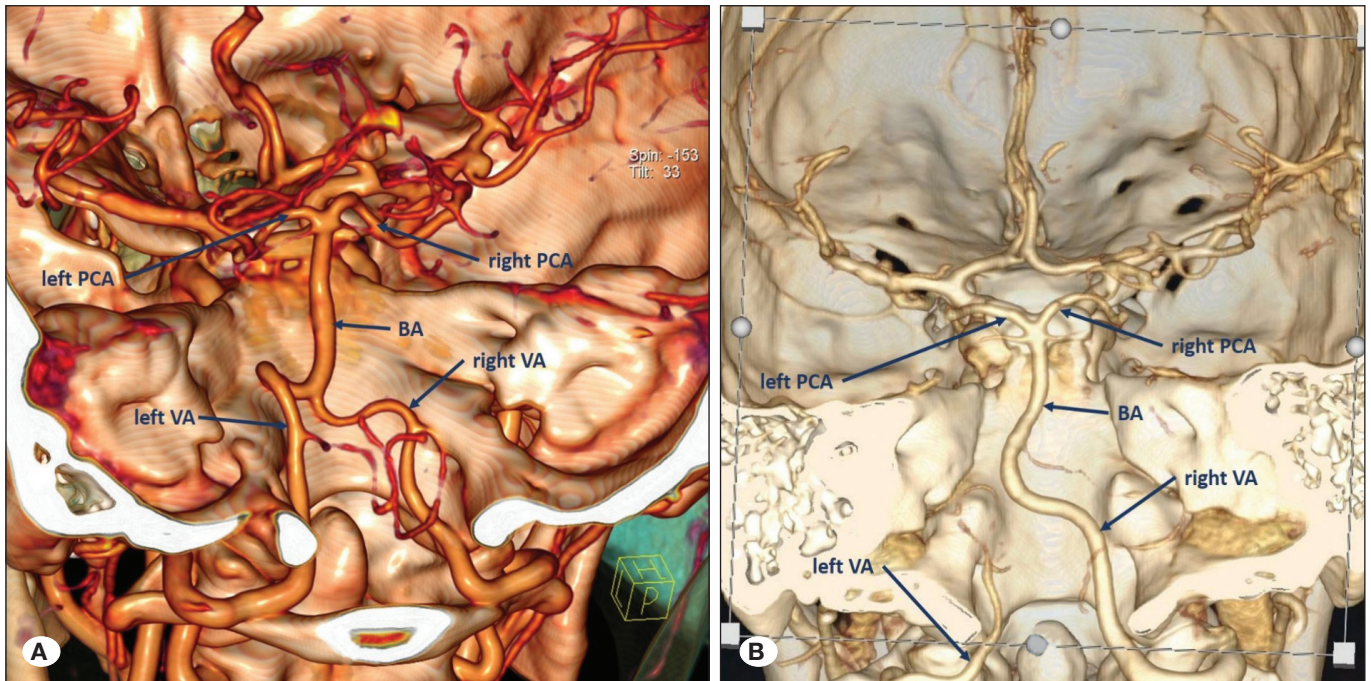 Spin: -153
Tilt: 33
left PCA
right PCA
BA
right VA
left VA
H
P
A
right PCA
left PCA
BA
right VA
left VA
B